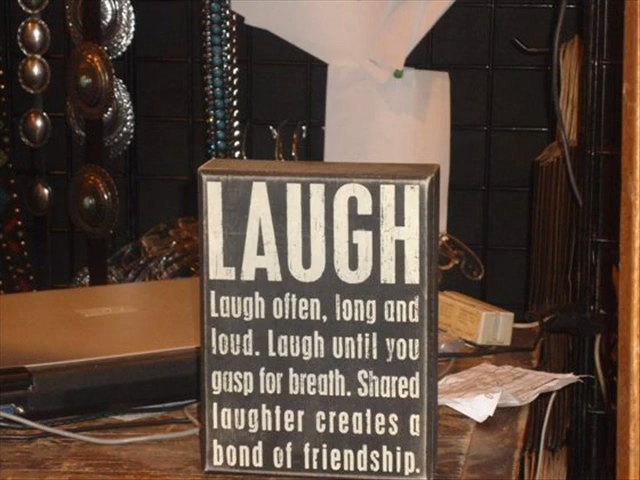 LAUGH
Laugh often, long and
loud. Laugh until you
gasp for breath. Shared
laughter creates a
bond of friendship.